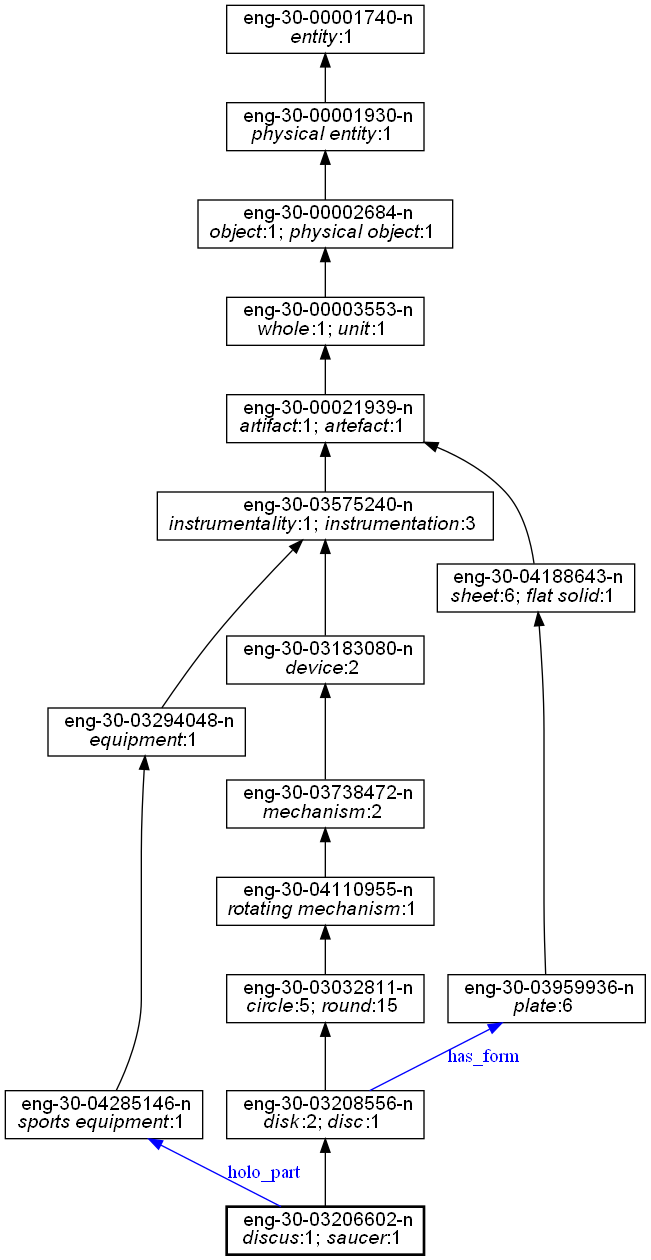 eng-30-00001740-n
entity:1
eng-30-00001930-n
physical entity:1
eng-30-00002684-n
object:1; physical object:1
eng-30-00003553-n
whole:1; unit:1
eng-30-00021939-n
artifact:1; artefact:1
eng-30-03575240-n
instrumentality:1; instrumentation:3
eng-30-04188643-n
sheet:6; flat solid:1
eng-30-03183080-n
device:2
eng-30-03294048-n
equipment:1
eng-30-03738472-n
mechanism:2
eng-30-04110955-n
rotating mechanism:1
eng-30-03032811-n
circle:5; round:15
eng-30-03959936-n
plate:6
has_form
eng-30-04285146-n
sports equipment:1
eng-30-03208556-n
disk:2; disc:1
holo_part
eng-30-03206602-n
discus:1; saucer:1